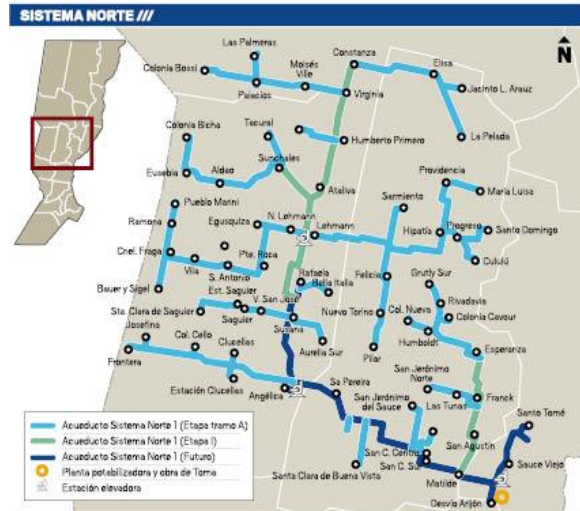 SISTEMA NORTE ///
N
Las Palmeras
Constanza
Elisa
Colonia Bossi
Moisés
Ville
Jacinto L. Arauz
Palacios
Virginia
Colonia Bicha
Tacural
Humberto Primero
La Pelada
Sunchales
Providencia
Eusebia
Aldao
Ataliva
Sarmiento
María Luisa
Pueblo Marini
Ramona
Egusquiza
N. Lehmann
Lehmann
Hipatía
Progreso
Santo Domingo
Cnel. Fraga
Pte. Roca
Vila
S. Antonio
Rafaela
Bella Italia
Felicia
Grutly Sur
Cululú
Bauer y Sigel
Est. Saguier
V. San José
Nuevo Torino
Col. Nueva
Rivadavia
Colonia Cavour
Sta. Clara de Saguier
Saguier
Susana
Humboldt
Josefina
Col. Cello
Clucellas
Aurelia Sur
Pilar
Esperanza
Frontera
San Jerónimo
Norte
Estación Clucellas
Angélica
Sa Pereira
San Jerónimo
del Sauce
Las Tunas
Franck
Santo Tomé
San Agustín
San C. Centro
San C. Sur
Sauce Viejo
Santa Clara de Buena Vista
Matilde
Desvío Arijón
Acueducto Sistema Norte 1 (Etapa tramo A)
Acueducto Sistema Norte 1 (Etapa I)
Acueducto Sistema Norte 1 (Futuro)
Planta potabilizadora y obra de Toma
Estación elevadora